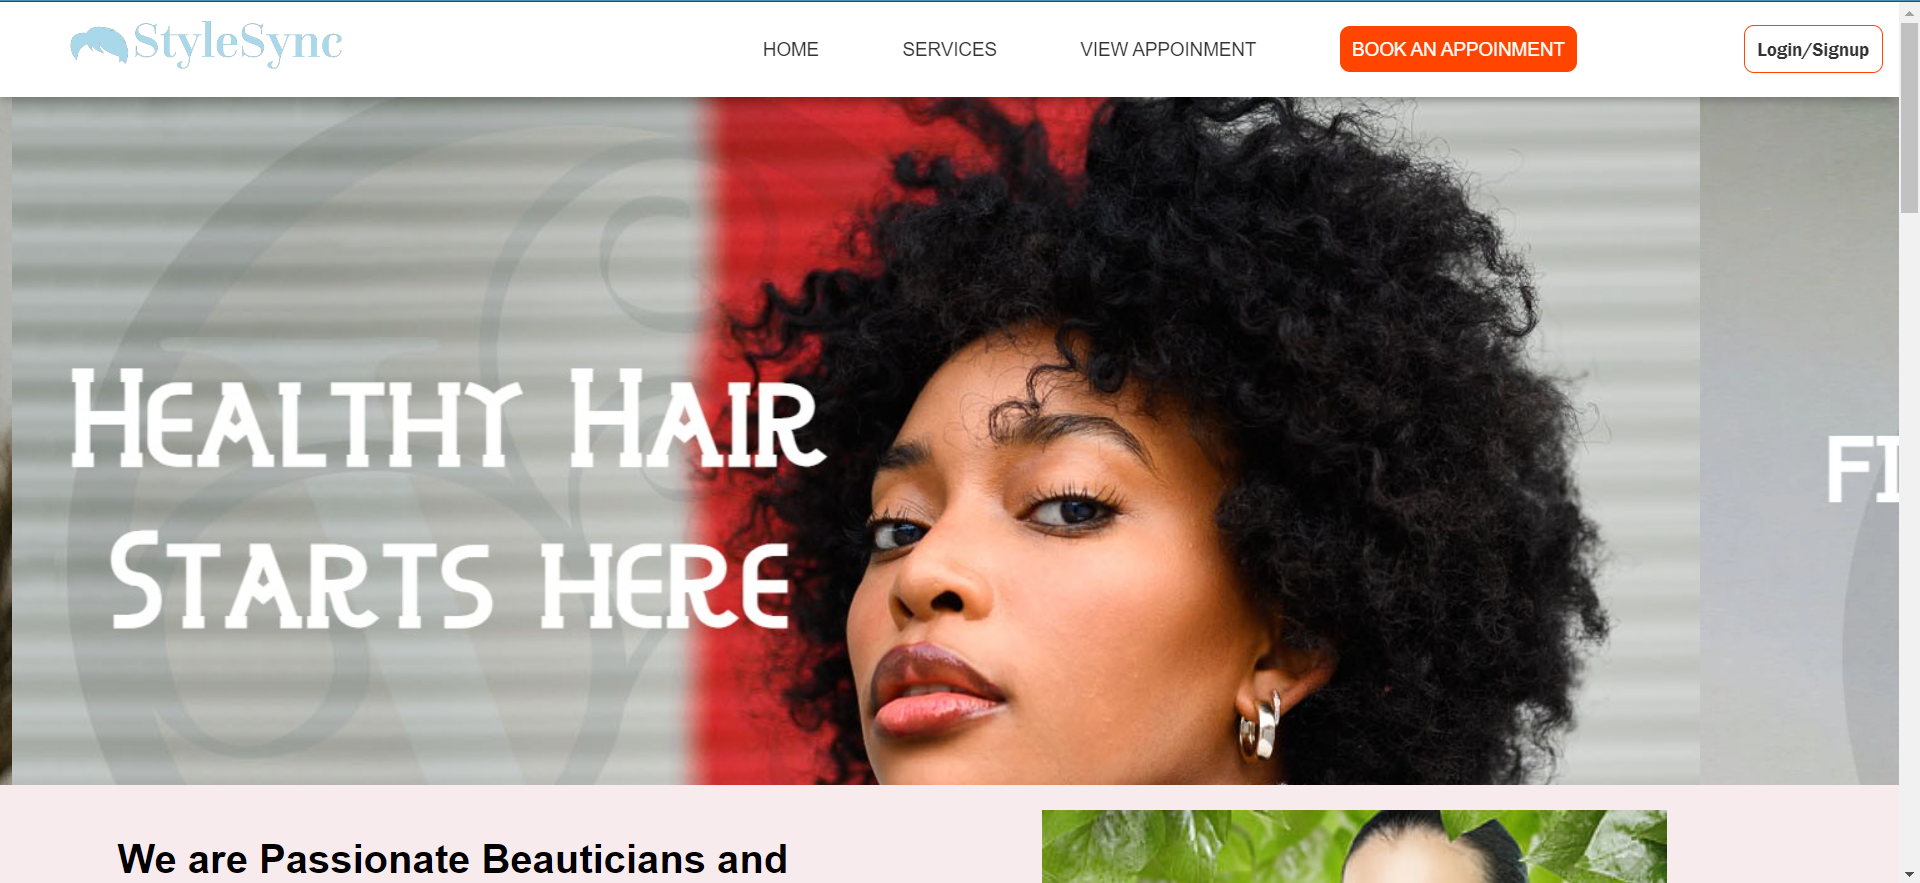 StyleSync
HOME
SERVICES
VIEW APPOINMENT
BOOK AN APPOINMENT
Login/Signup
HEALTHY HAIR
STARTS HERE
FI
We are Passionate Beauticians and